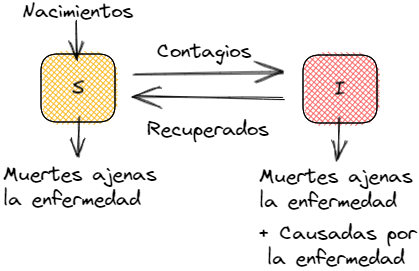 Nacimientos
Contagios
S
I
Recuperados
Muertes ajenas
la enfermedad
Muertes ajenas
la enfermedad
+ Causadas por
la enfermedad